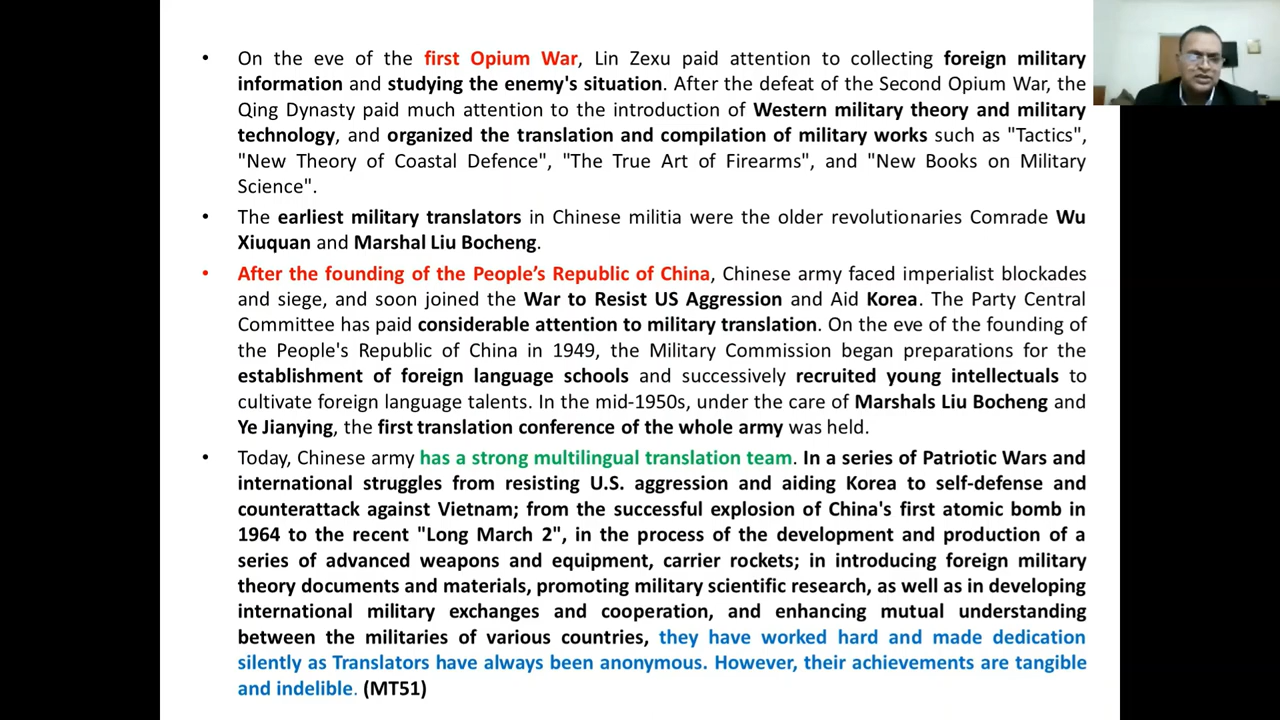 • On the eve of the first Opium War, Lin Zexu paid attention to collecting foreign military
information and studying the enemy's situation. After the defeat of the Second Opium War, the
Qing Dynasty paid much attention to the introduction of Western military theory and military
technology, and organized the translation and compilation of military works such as "Tactics",
"New Theory of Coastal Defence", "The True Art of Firearms", and "New Books on Military
Science".
• The earliest military translators in Chinese militia were the older revolutionaries Comrade Wu
Xiuquan and Marshal Liu Bocheng.
• After the founding of the People’s Republic of China, Chinese army faced imperialist blockades
and siege, and soon joined the War to Resist US Aggression and Aid Korea. The Party Central
Committee has paid considerable attention to military translation. On the eve of the founding of
the People's Republic of China in 1949, the Military Commission began preparations for the
establishment of foreign language schools and successively recruited young intellectuals to
cultivate foreign language talents. In the mid-1950s, under the care of Marshals Liu Bocheng and
Ye Jianying, the first translation conference of the whole army was held.
• Today, Chinese army has a strong multilingual translation team. In a series of Patriotic Wars and
international struggles from resisting U.S. aggression and aiding Korea to self-defense and
counterattack against Vietnam; from the successful explosion of China's first atomic bomb in
1964 to the recent "Long March 2", in the process of the development and production of a
series of advanced weapons and equipment, carrier rockets; in introducing foreign military
theory documents and materials, promoting military scientific research, as well as in developing
international military exchanges and cooperation, and enhancing mutual understanding
between the militaries of various countries, they have worked hard and made dedication
silently as Translators have always been anonymous. However, their achievements are tangible
and indelible. (MT51)